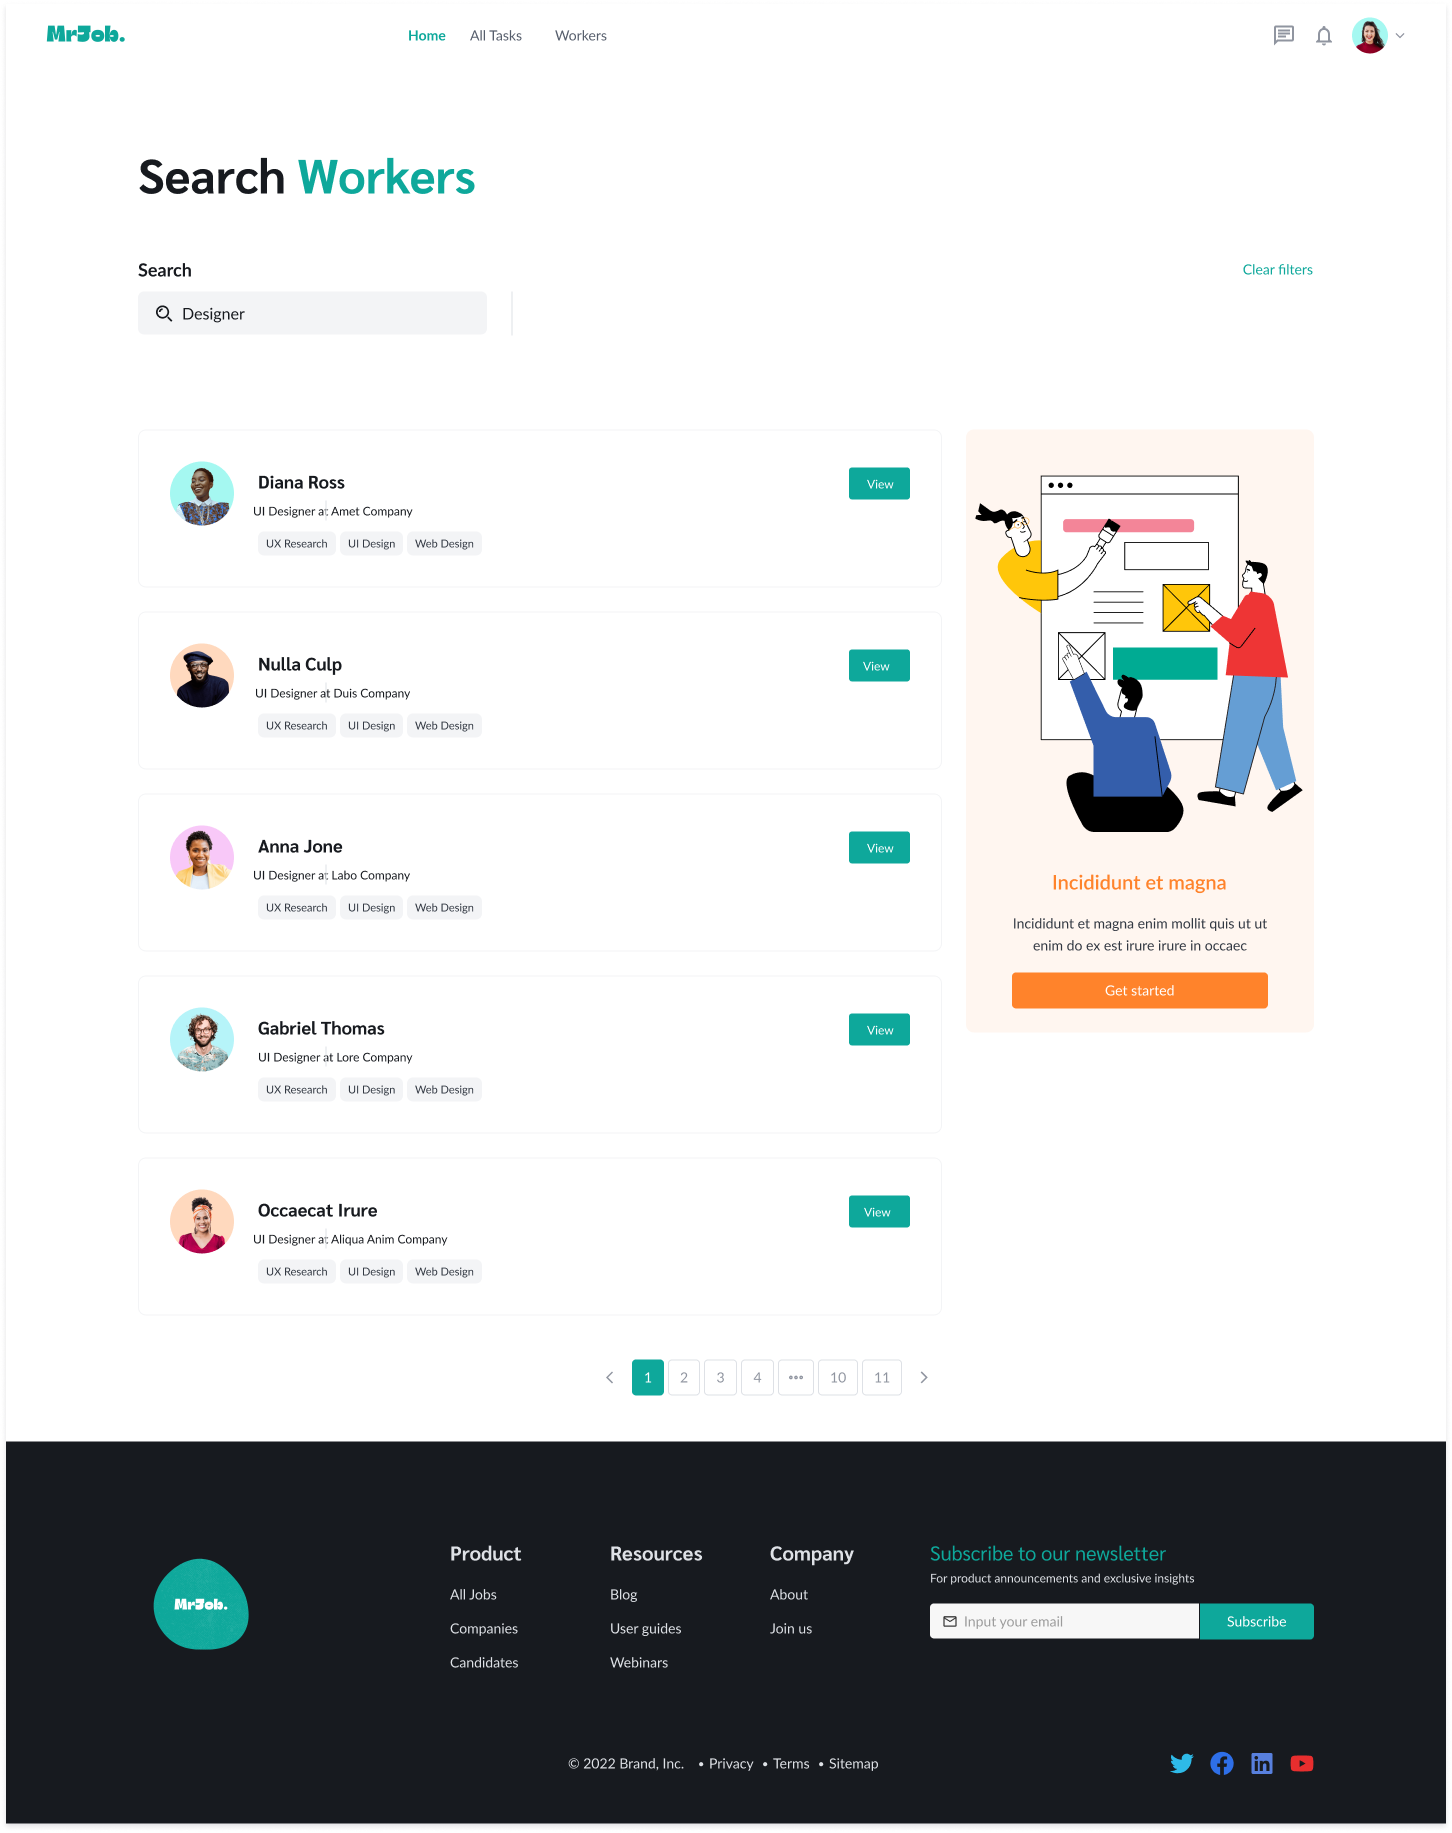 MrJob.
Home All Tasks Workers
Search Workers
Search
Clear filters
Designer
Diana Ross
View
UI Designer at Amet Company
UX Research UI Design Web Design
Nulla Culp
View
UI Designer at Duis Company
UX Research UI Design Web Design
Anna Jone
View
UI Designer at Labo Company
UX Research UI Design Web Design
Gabriel Thomas
View
UI Designer at Lore Company
UX Research UI Design Web Design
Occaecat Irure
View
UI Designer at Aliqua Anim Company
UX Research UI Design Web Design
Incididunt et magna
Incididunt et magna enim mollit quis ut ut
enim do ex est irure irure in occaec
Get started
1 2 3 4 ••• 10 11
MrJob.
Product
All Jobs
Companies
Candidates
Resources
Blog
User guides
Webinars
Company
About
Join us
Subscribe to our newsletter
For product announcements and exclusive insights
Input your email
Subscribe
© 2022 Brand, Inc. • Privacy • Terms • Sitemap